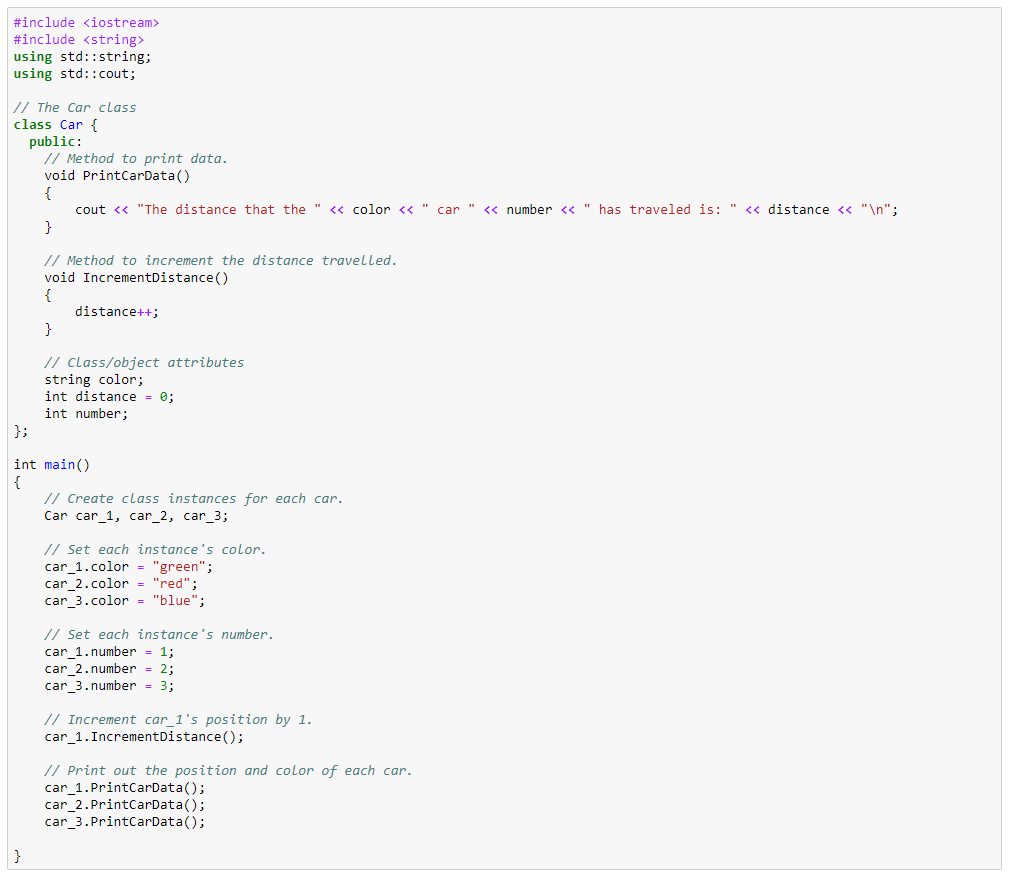 #include <iostream>
#include <string>
using std::string;
using std::cout;

// The Car class
class Car {
  public:
    // Method to print data.
    void PrintCarData()
    {
        cout << "The distance that the " << color << " car " << number << " has traveled is: " << distance << "\n";
    }

    // Method to increment the distance travelled.
    void IncrementDistance()
    {
        distance++;
    }

    // Class/object attributes
    string color;
    int distance = 0;
    int number;
};

int main()
{
    // Create class instances for each car.
    Car car_1, car_2, car_3;

    // Set each instance's color.
    car_1.color = "green";
    car_2.color = "red";
    car_3.color = "blue";

    // Set each instance's number.
    car_1.number = 1;
    car_2.number = 2;
    car_3.number = 3;

    // Increment car_1's position by 1.
    car_1.IncrementDistance();

    // Print out the position and color of each car.
    car_1.PrintCarData();
    car_2.PrintCarData();
    car_3.PrintCarData();

}